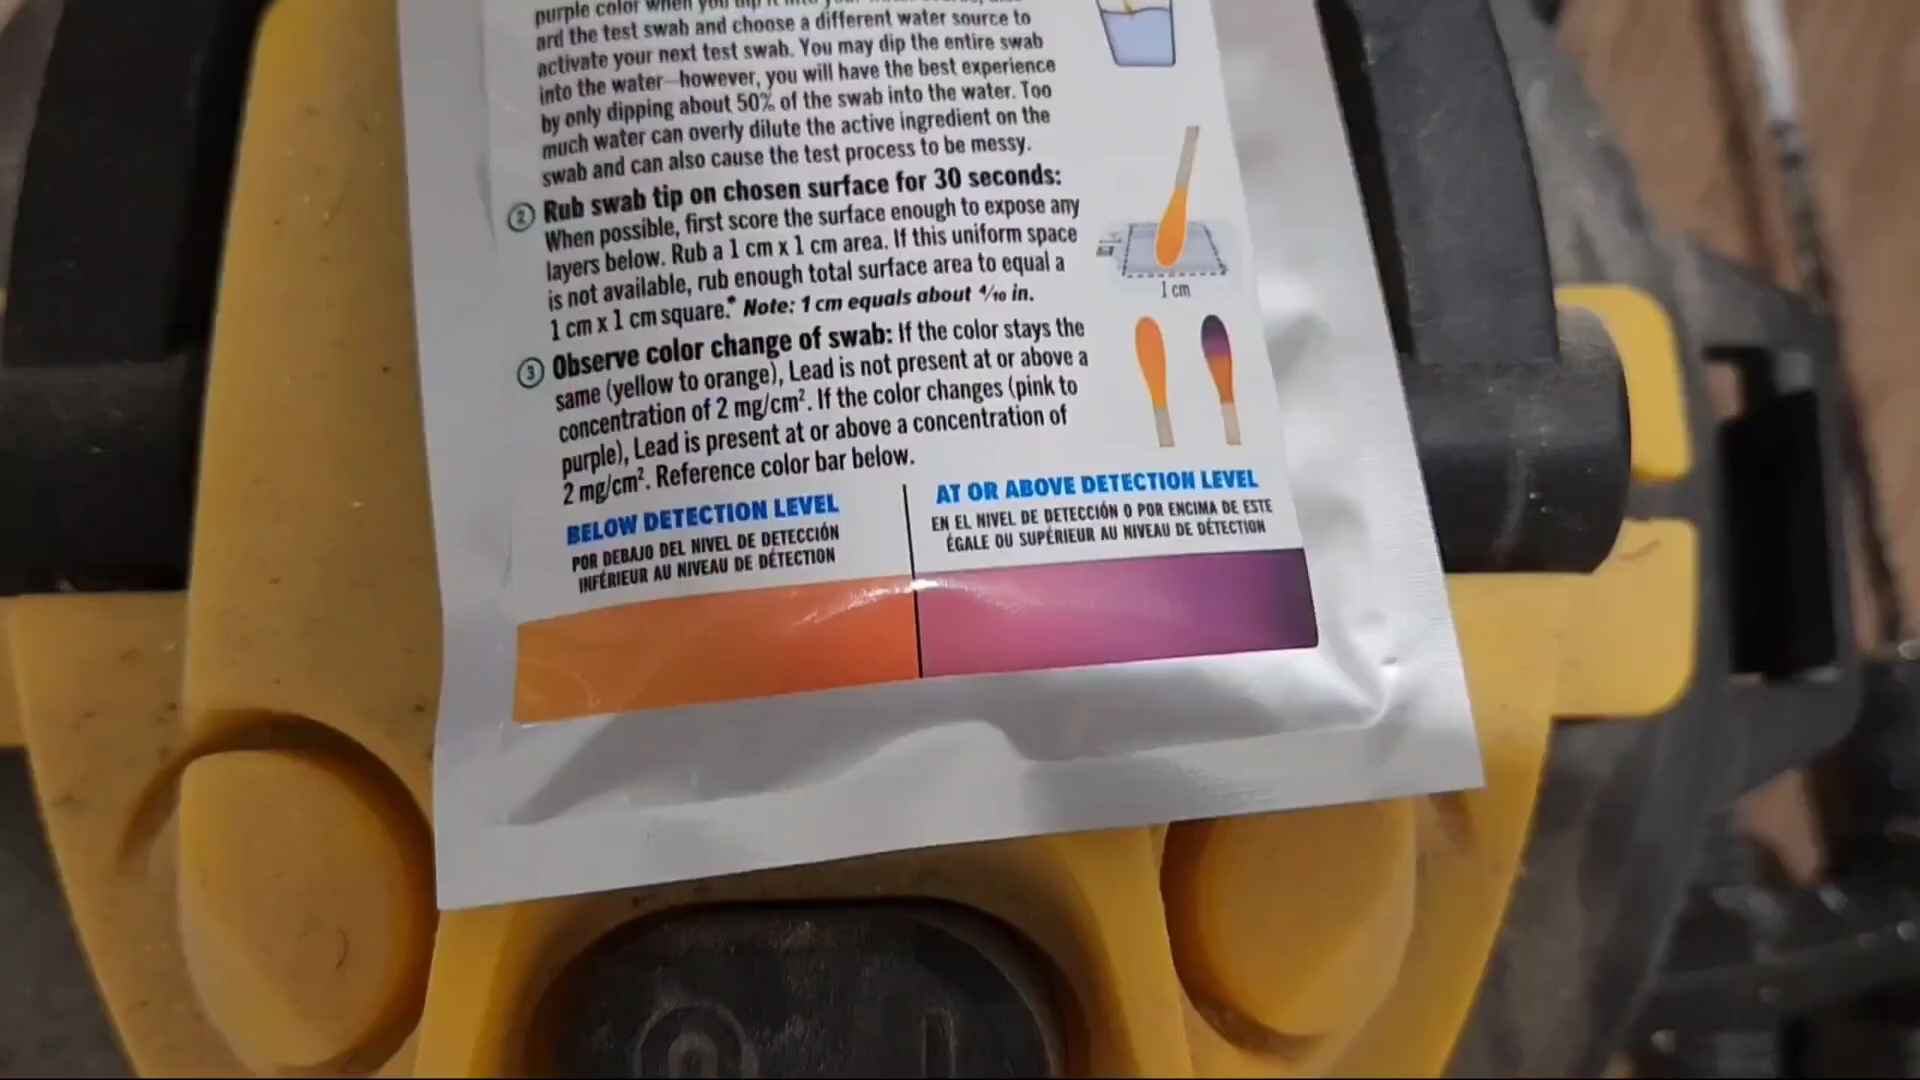 purple color when you dip it into your
ard the test swab and choose a different water source to
activate your next test swab. You may dip the entire swab
into the water—however, you will have the best experience
by only dipping about 50% of the swab into the water. Too
much water can overly dilute the active ingredient on the
swab and can also cause the test process to be messy.
2 Rub swab tip on chosen surface for 30 seconds:
When possible, first score the surface enough to expose any
layers below. Rub a 1 cm x 1 cm area. If this uniform space
is not available, rub enough total surface area to equal a
1 cm x 1 cm square.* Note: 1 cm equals about 4/10 in.
1 cm
3 Observe color change of swab: If the color stays the
same (yellow to orange), Lead is not present at or above a
concentration of 2 mg/cm². If the color changes (pink to
purple), Lead is present at or above a concentration of
2 mg/cm². Reference color bar below.
BELOW DETECTION LEVEL
POR DEBAJO DEL NIVEL DE DETECCIÓN
INFÉRIEUR AU NIVEAU DE DÉTECTION
AT OR ABOVE DETECTION LEVEL
EN EL NIVEL DE DETECCIÓN O POR ENCIMA DE ESTE
ÉGALE OU SUPÉRIEUR AU NIVEAU DE DÉTECTION